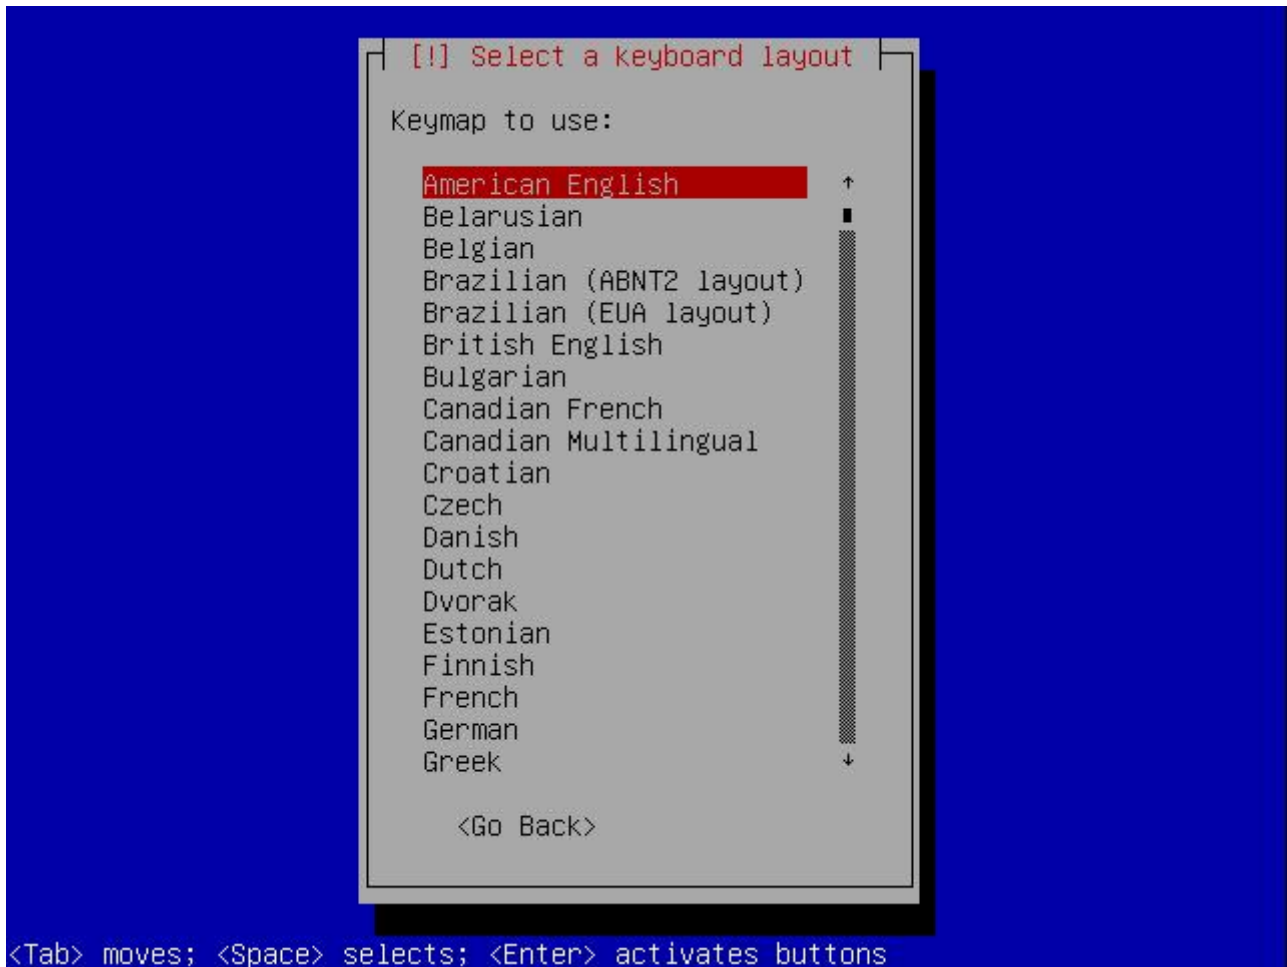 [!] Select a keyboard layout
Keymap to use:
American English
Belarusian
Belgian
Brazilian (ABNT2 layout)
Brazilian (EUA layout)
British English
Bulgarian
Canadian French
Canadian Multilingual
Croatian
Czech
Danish
Dutch
Dvorak
Estonian
Finnish
French
German
Greek
<Go Back>
<Tab> moves; <Space> selects; <Enter> activates buttons